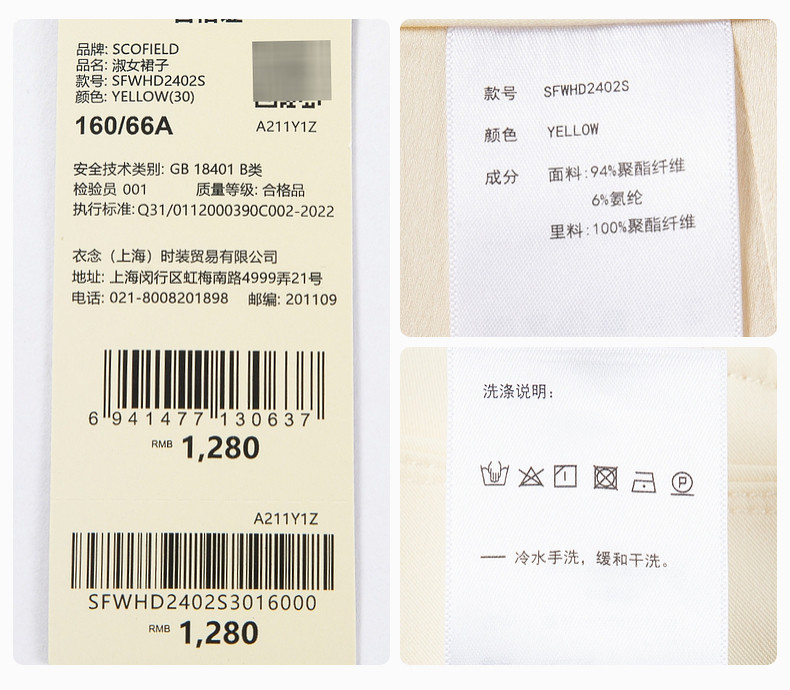 品牌: SCOFIELD
品名: 淑女裙子
款号: SFWHD2402S
颜色: YELLOW(30)
160/66A
A211Y1Z
安全技术类别: GB 18401 B类
检验员 001 质量等级: 合格品
执行标准: Q31/0112000390C002-2022
衣念（上海）时装贸易有限公司
地址: 上海闵行区虹梅南路4999弄21号
电话: 021-8008201898 邮编: 201109
6 941477 130637
RMB 1,280
A211Y1Z
SFWHD2402S3016000
RMB 1,280
款号 SFWHD2402S
颜色 YELLOW
成分 面料:94%聚酯纤维
6%氨纶
里料:100%聚酯纤维
洗涤说明:
P
— 冷水手洗，缓和干洗。